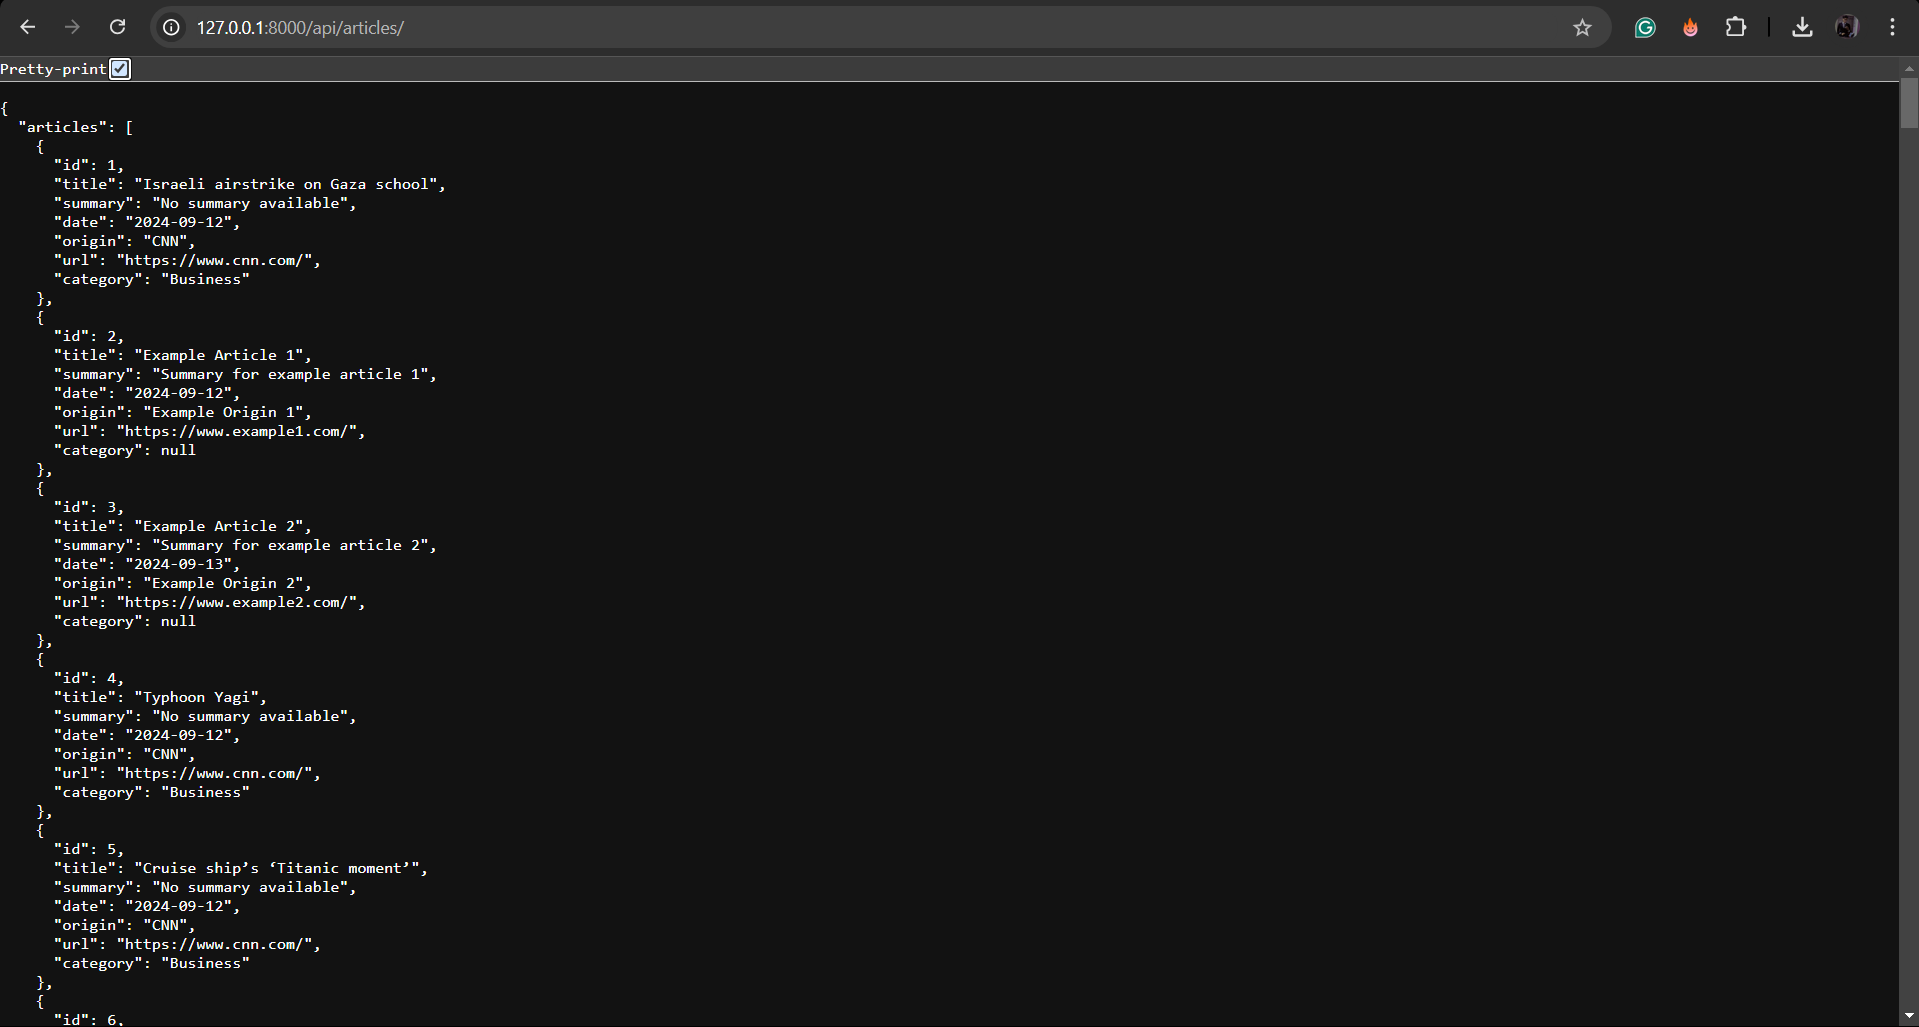 127.0.0.1:8000/api/articles/
Pretty-print
{
  "articles": [
    {
      "id": 1,
      "title": "Israeli airstrike on Gaza school",
      "summary": "No summary available",
      "date": "2024-09-12",
      "origin": "CNN",
      "url": "https://www.cnn.com/",
      "category": "Business"
    },
    {
      "id": 2,
      "title": "Example Article 1",
      "summary": "Summary for example article 1",
      "date": "2024-09-12",
      "origin": "Example Origin 1",
      "url": "https://www.example1.com/",
      "category": null
    },
    {
      "id": 3,
      "title": "Example Article 2",
      "summary": "Summary for example article 2",
      "date": "2024-09-13",
      "origin": "Example Origin 2",
      "url": "https://www.example2.com/",
      "category": null
    },
    {
      "id": 4,
      "title": "Typhoon Yagi",
      "summary": "No summary available",
      "date": "2024-09-12",
      "origin": "CNN",
      "url": "https://www.cnn.com/",
      "category": "Business"
    },
    {
      "id": 5,
      "title": "Cruise ship’s ‘Titanic moment’",
      "summary": "No summary available",
      "date": "2024-09-12",
      "origin": "CNN",
      "url": "https://www.cnn.com/",
      "category": "Business"
    },
    {
      "id": 6,